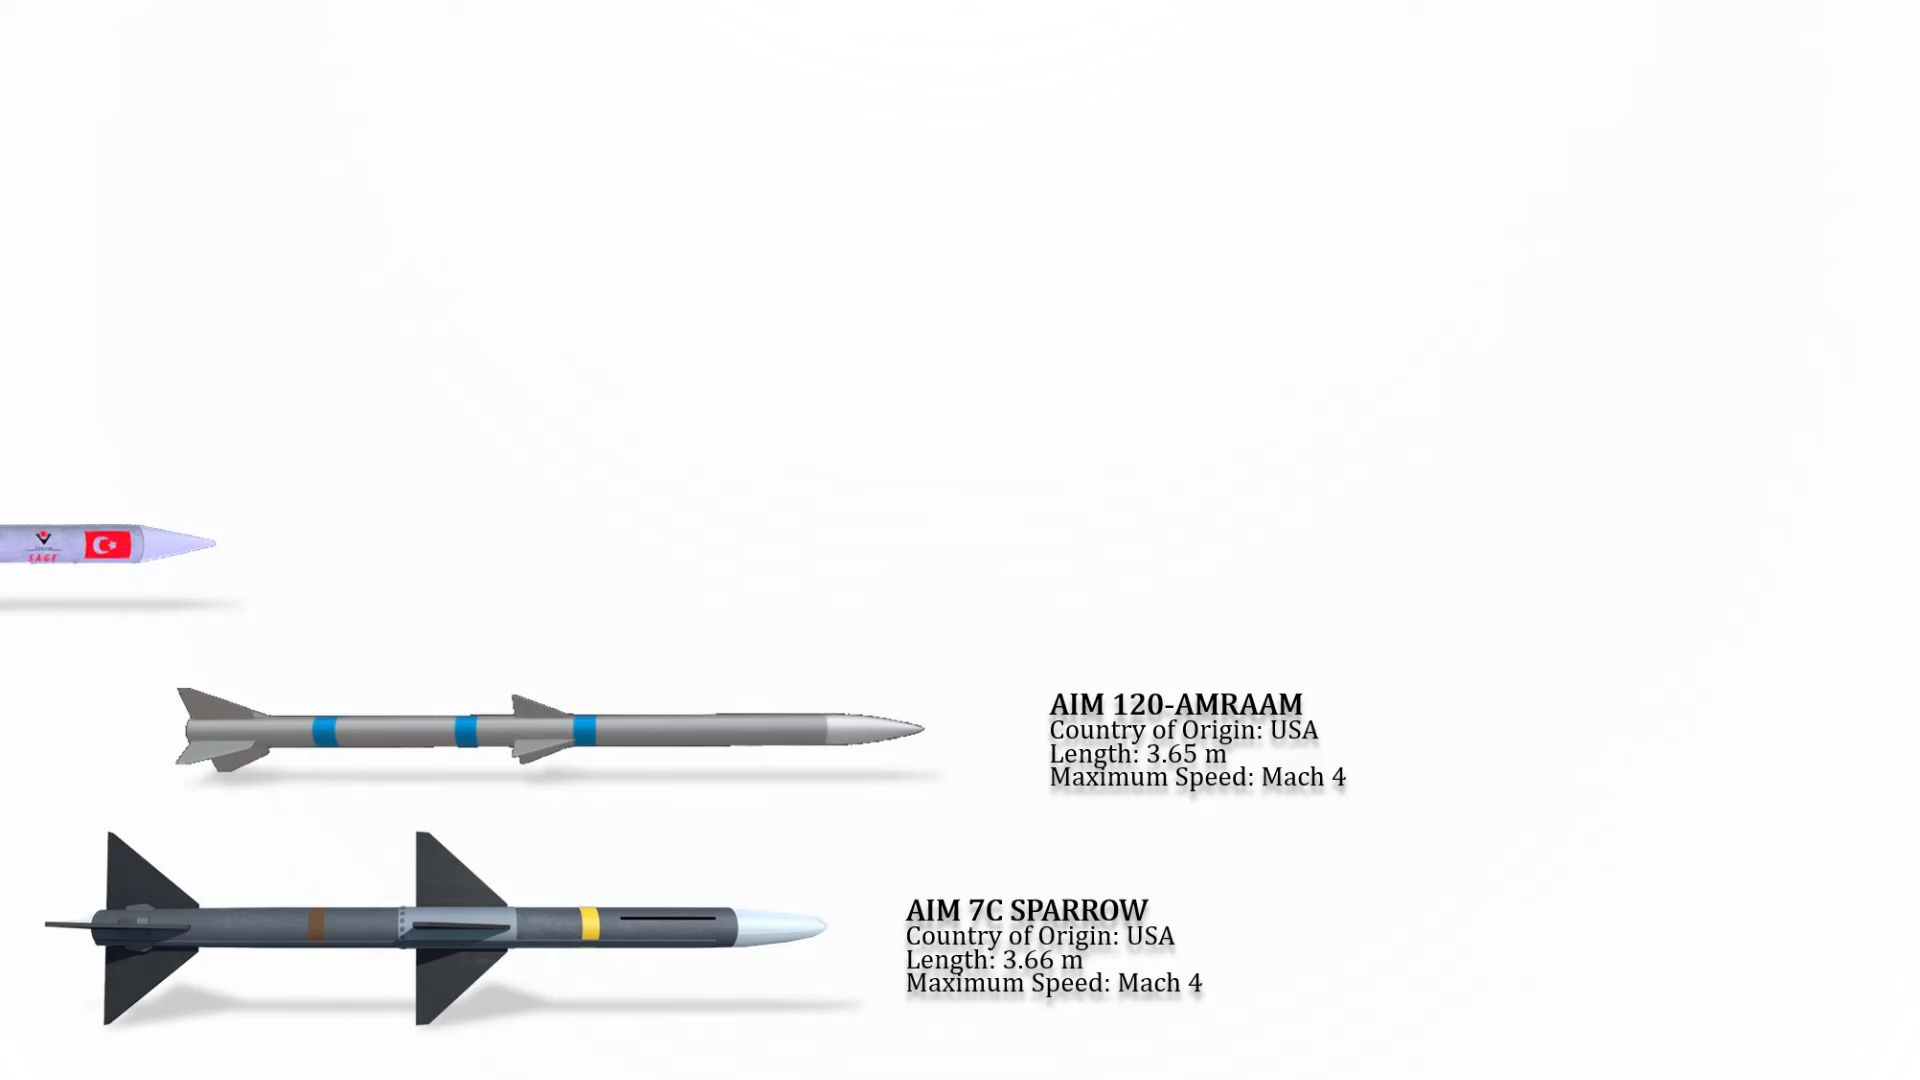 SAGE
AIM 120-AMRAAM
Country of Origin: USA
Length: 3.65 m
Maximum Speed: Mach 4
AIM 7C SPARROW
Country of Origin: USA
Length: 3.66 m
Maximum Speed: Mach 4